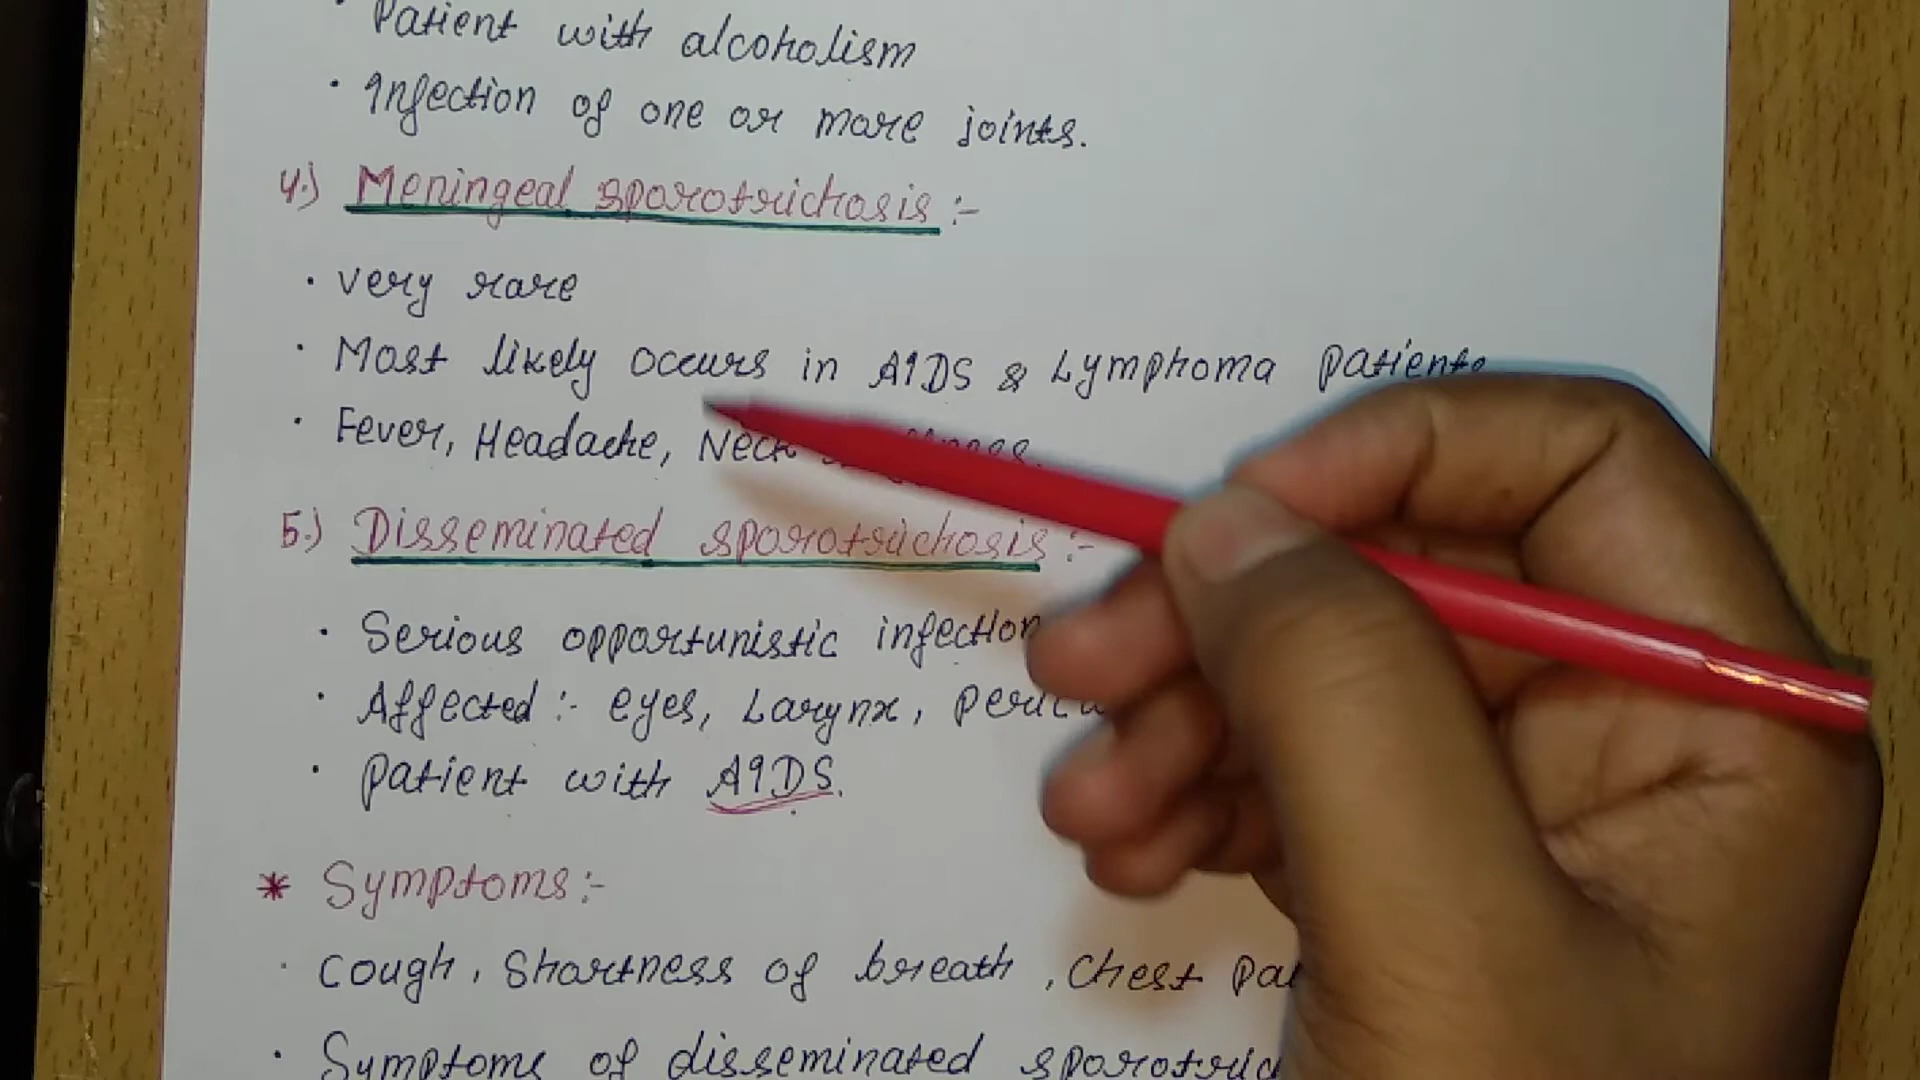 • Patient with alcoholism
• Infection of one or more joints.
4.) Meningeal sporotrichosis :-
• very rare
• Most likely occurs in AIDS & Lymphoma patients
• Fever, Headache, Neck
5.) Disseminated sporotrichosis :-
• Serious opportunistic infection
• Affected :- eyes, Larynx,
• patient with AIDS.
* Symptoms :-
• cough, Shortness of breath, Chest
• Symptoms of disseminated